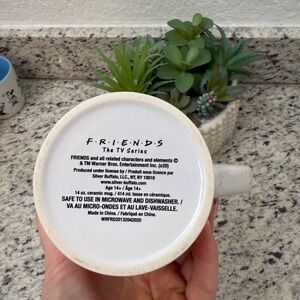 F·R·I·E·N·D·S
The TV Series
FRIENDS and all related characters and elements ©
& TM Warner Bros. Entertainment Inc. (s20)
Produced under license by / Produit sous licence par
Silver Buffalo, LLC, NY, NY 10018
www.silver-buffalo.com
Age 14+ / Âge 14+
14 oz. ceramic mug. / 414 ml. tasse en céramique.
SAFE TO USE IN MICROWAVE AND DISHWASHER. /
VA AU MICRO-ONDES ET AU LAVE-VAISSELLE.
Made in China. / Fabriqué en Chine.
WRFRD20132042020